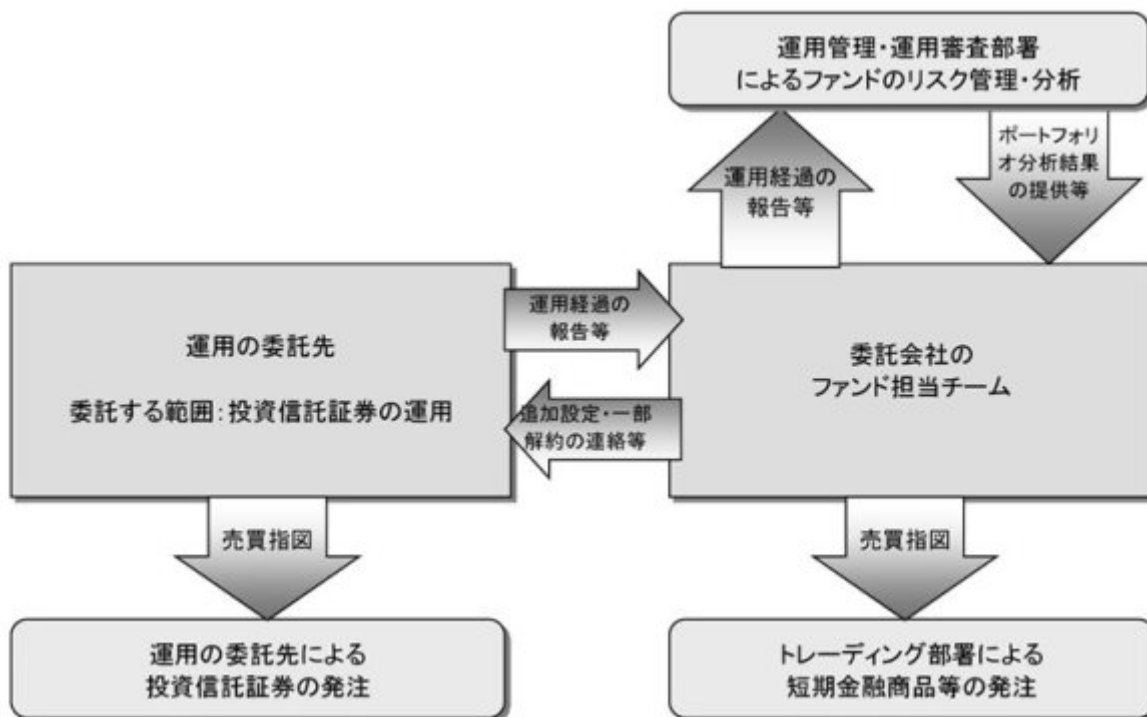 運用管理・運用審査部署
によるファンドのリスク管理・分析
運用経過の
報告等
ポートフォリ
オ分析結果
の提供等
運用の委託先
委託する範囲：投資信託証券の運用
運用経過の
報告等
追加設定・一部
解約の連絡等
委託会社の
ファンド担当チーム
売買指図
売買指図
運用の委託先による
投資信託証券の発注
トレーディング部署による
短期金融商品等の発注